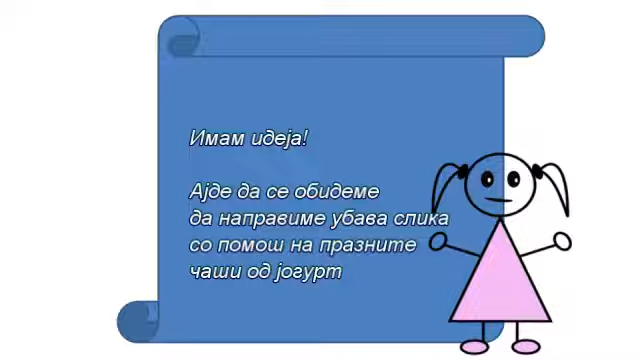 Имам идеја!
Ајде да се обидеме
да направиме убава слика
со помош на празните
чаши од јогурт